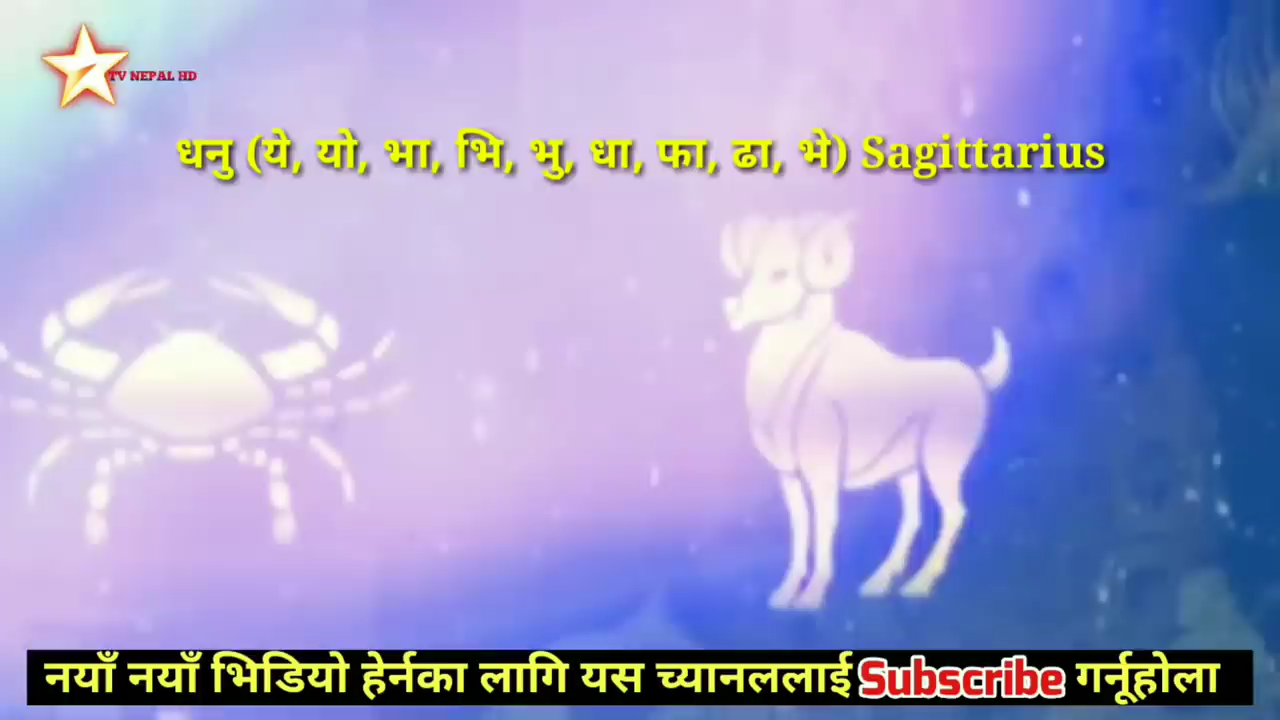 TV NEPAL HD
धनु (ये, यो, भा, भि, भु, धा, फा, ढा, भे) Sagittarius
नयाँ नयाँ भिडियो हेर्नका लागि यस च्यानललाई Subscribe गर्नूहोला